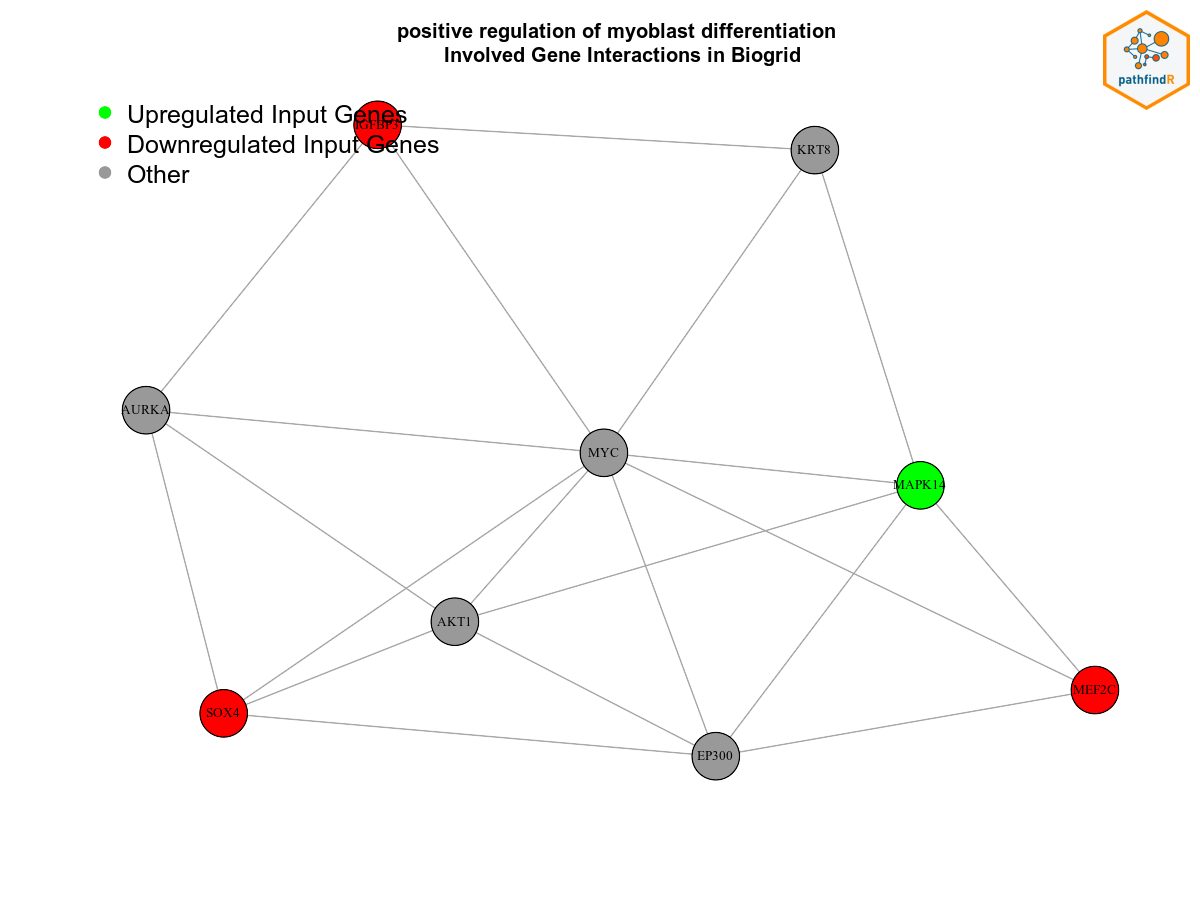 positive regulation of myoblast differentiation
Involved Gene Interactions in Biogrid
pathfindR
Upregulated Input Genes
IGFBP3
Downregulated Input Genes
KRT8
Other
AURKA
MYC
MAPK14
AKT1
MEF2C
SOX4
EP300